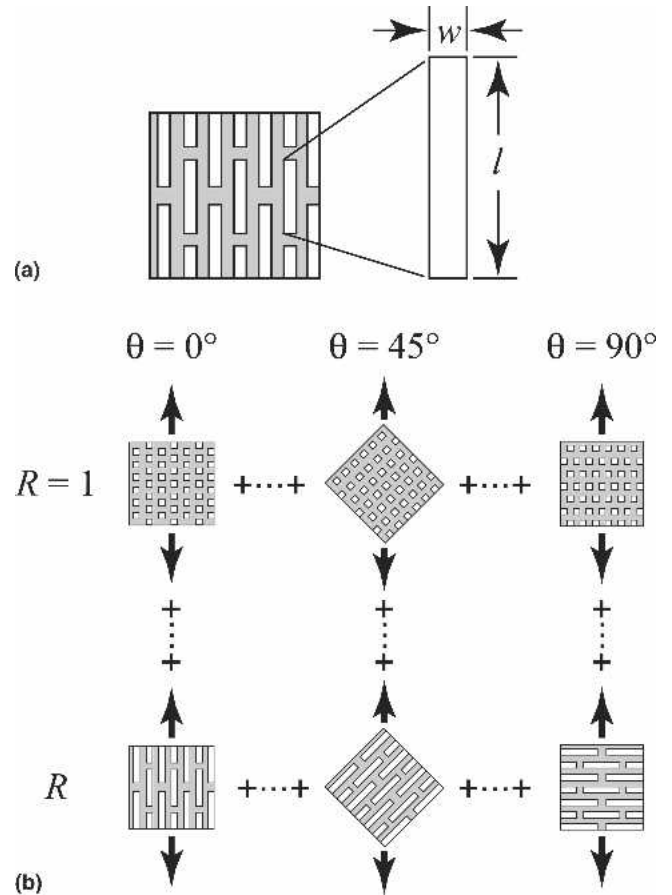 w
l
(a)
θ = 0° θ = 45° θ = 90°
R = 1
R
(b)